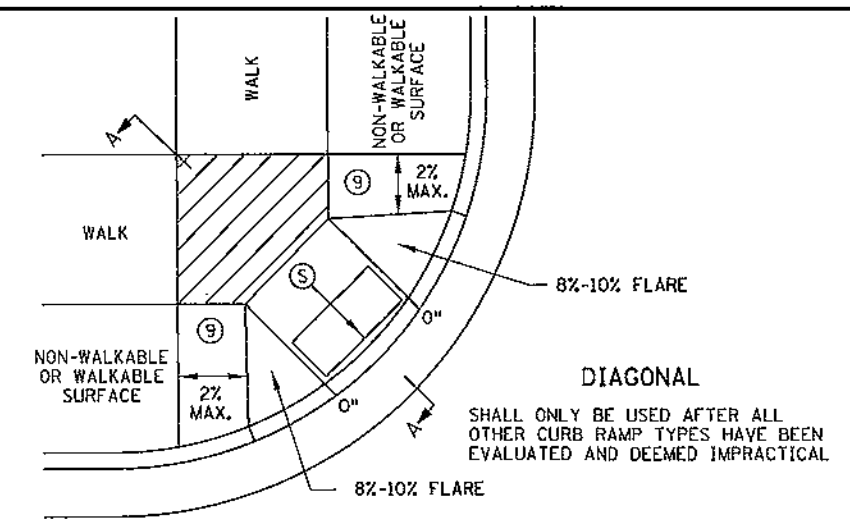 WALK
NON-WALKABLE
OR WALKABLE
SURFACE
A
9
2%
MAX.
WALK
S
8%-10% FLARE
0"
9
NON-WALKABLE
OR WALKABLE
SURFACE
2%
MAX.
0"
A
DIAGONAL
SHALL ONLY BE USED AFTER ALL
OTHER CURB RAMP TYPES HAVE BEEN
EVALUATED AND DEEMED IMPRACTICAL
8%-10% FLARE